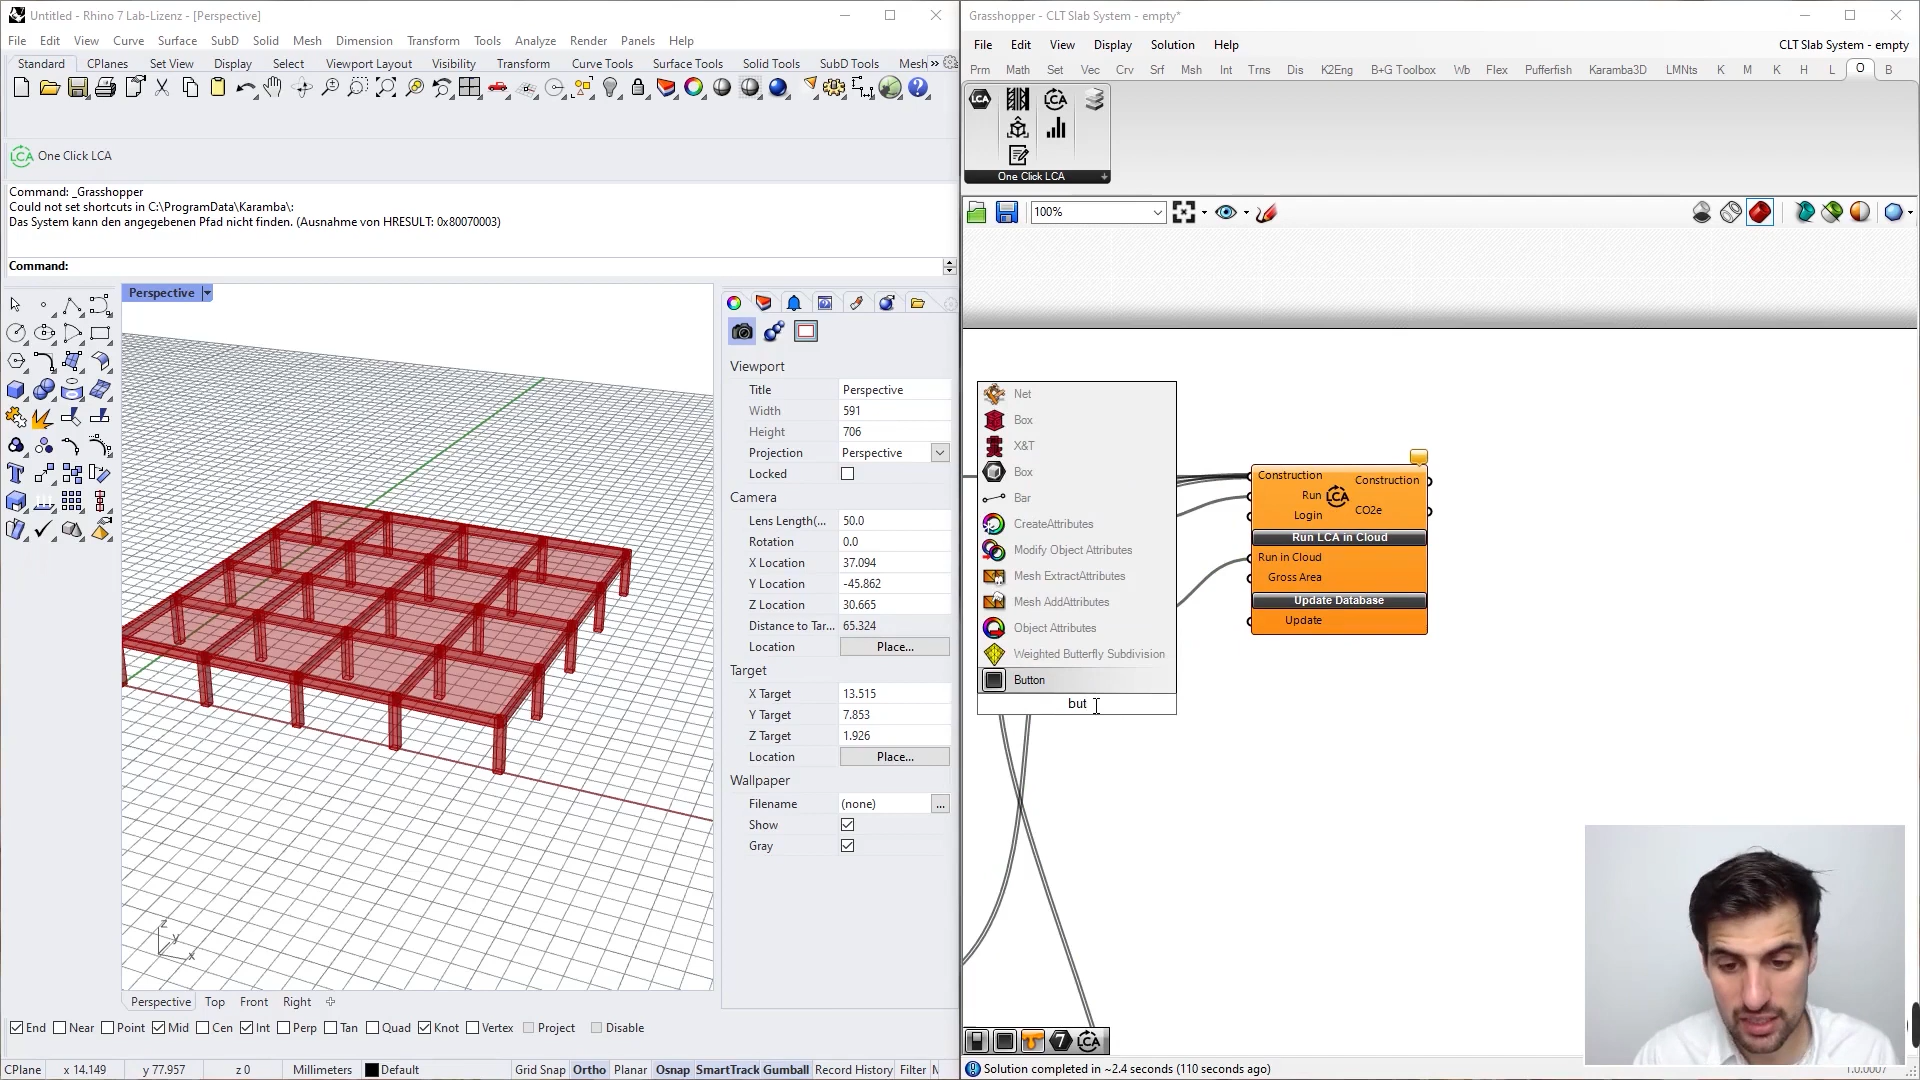 Untitled - Rhino 7 Lab-Lizenz - [Perspective]
File Edit View Curve Surface SubD Solid Mesh Dimension Transform Tools Analyze Render Panels Help
Standard CPlanes Set View Display Select Viewport Layout Visibility Transform Curve Tools Surface Tools Solid Tools SubD Tools Mesh »
LCA One Click LCA
Command: _Grasshopper
Could not set shortcuts in C:\ProgramData\Karamba\:
Das System kann den angegebenen Pfad nicht finden. (Ausnahme von HRESULT: 0x80070003)
Command:
Perspective
Viewport
Title Perspective
Width 591
Height 706
Projection Perspective
Locked
Camera
Lens Length(... 50.0
Rotation 0.0
X Location 37.094
Y Location -45.862
Z Location 30.665
Distance to Tar... 65.324
Location Place...
Target
X Target 13.515
Y Target 7.853
Z Target 1.926
Location Place...
Wallpaper
Filename (none) ...
Show
Gray
z
y
x
Perspective Top Front Right
End Near Point Mid Cen Int Perp Tan Quad Knot Vertex Project Disable
CPlane x 14.149 y 77.957 z 0 Millimeters Default Grid Snap Ortho Planar Osnap SmartTrack Gumball Record History Filter
Grasshopper - CLT Slab System - empty*
File Edit View Display Solution Help
CLT Slab System - empty
Prm Math Set Vec Crv Srf Msh Int Trns Dis K2Eng B+G Toolbox Wb Flex Pufferfish Karamba3D LMNts K M K H L O B
LCA
LCA
One Click LCA
100%
Net
Box
X&T
Box
Bar
CreateAttributes
Modify Object Attributes
Mesh ExtractAttributes
Mesh AddAttributes
Object Attributes
Weighted Butterfly Subdivision
Button
but
Construction
Run
Login
LCA
Construction
CO2e
Run LCA in Cloud
Run in Cloud
Gross Area
Update Database
Update
7 LCA
Solution completed in ~2.4 seconds (110 seconds ago)
1.0.0007